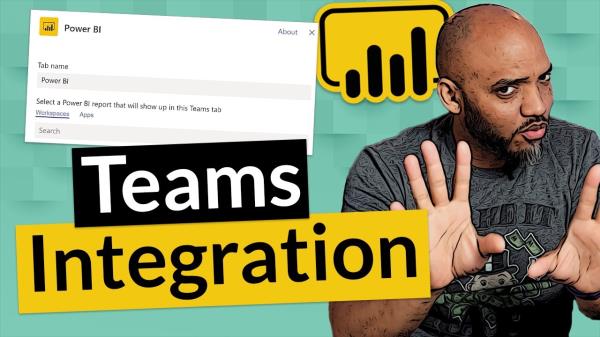 Power BI
About ×
Tab name
Power BI
Select a Power BI report that will show up in this Teams tab
Workspaces Apps
Search
Teams
Integration